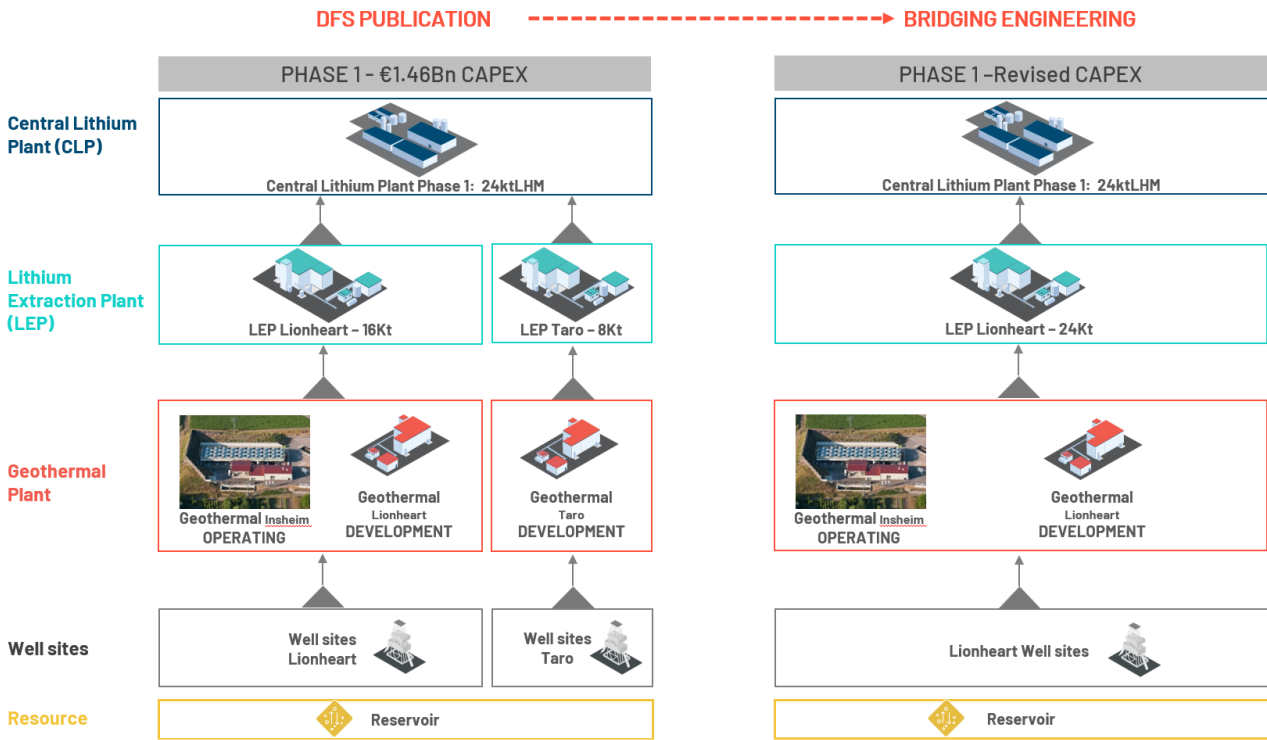 DFS PUBLICATION
BRIDGING ENGINEERING
PHASE 1 - €1.46Bn CAPEX
PHASE 1 –Revised CAPEX
Central Lithium
Plant (CLP)
Central Lithium Plant Phase 1:  24ktLHM
Central Lithium Plant Phase 1:  24ktLHM
Lithium
Extraction Plant
(LEP)
LEP Lionheart – 16Kt
LEP Taro – 8Kt
LEP Lionheart – 24Kt
Geothermal
Plant
Geothermal Insheim
OPERATING
Geothermal
Lionheart
DEVELOPMENT
Geothermal
Taro
DEVELOPMENT
Geothermal Insheim
OPERATING
Geothermal
Lionheart
DEVELOPMENT
Well sites
Well sites
Lionheart
Well sites
Taro
Lionheart Well sites
Resource
Reservoir
Reservoir